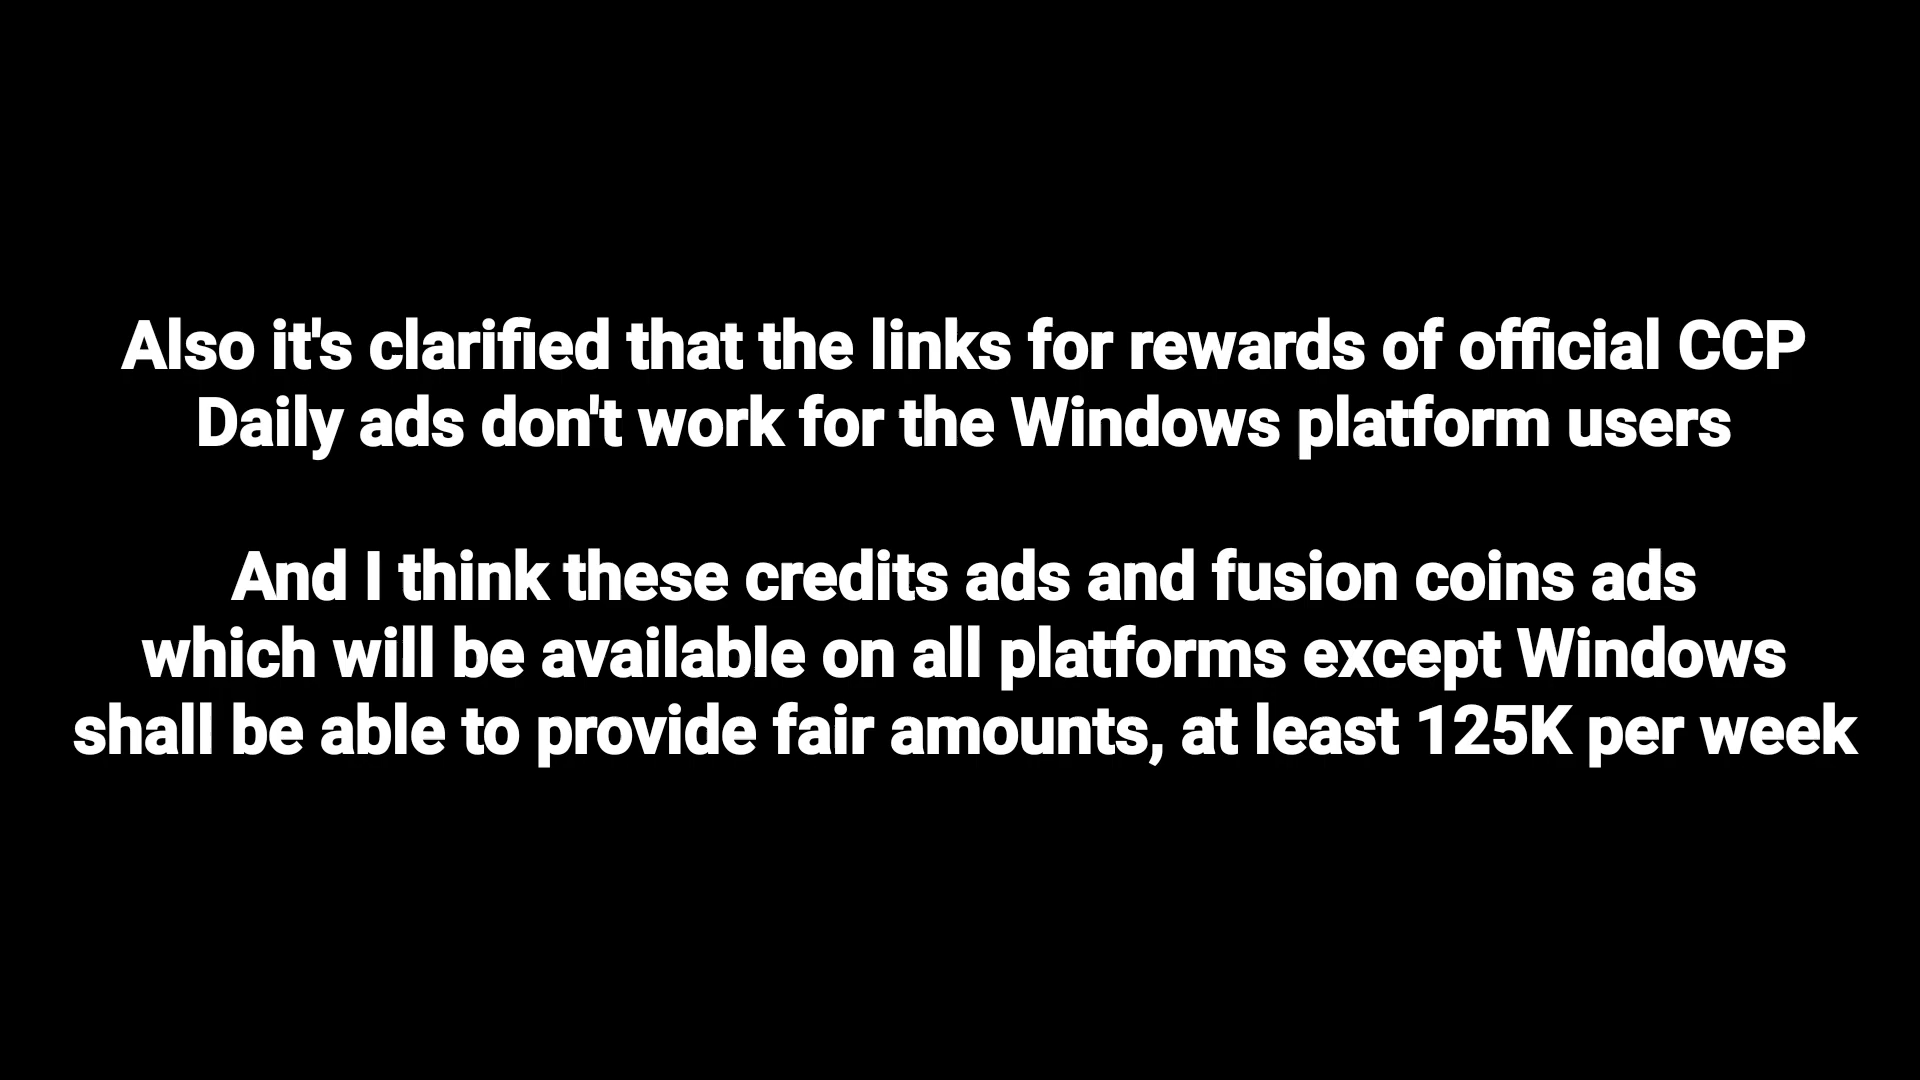 Also it's clarified that the links for rewards of official CCP
Daily ads don't work for the Windows platform users
And I think these credits ads and fusion coins ads
which will be available on all platforms except Windows
shall be able to provide fair amounts, at least 125K per week